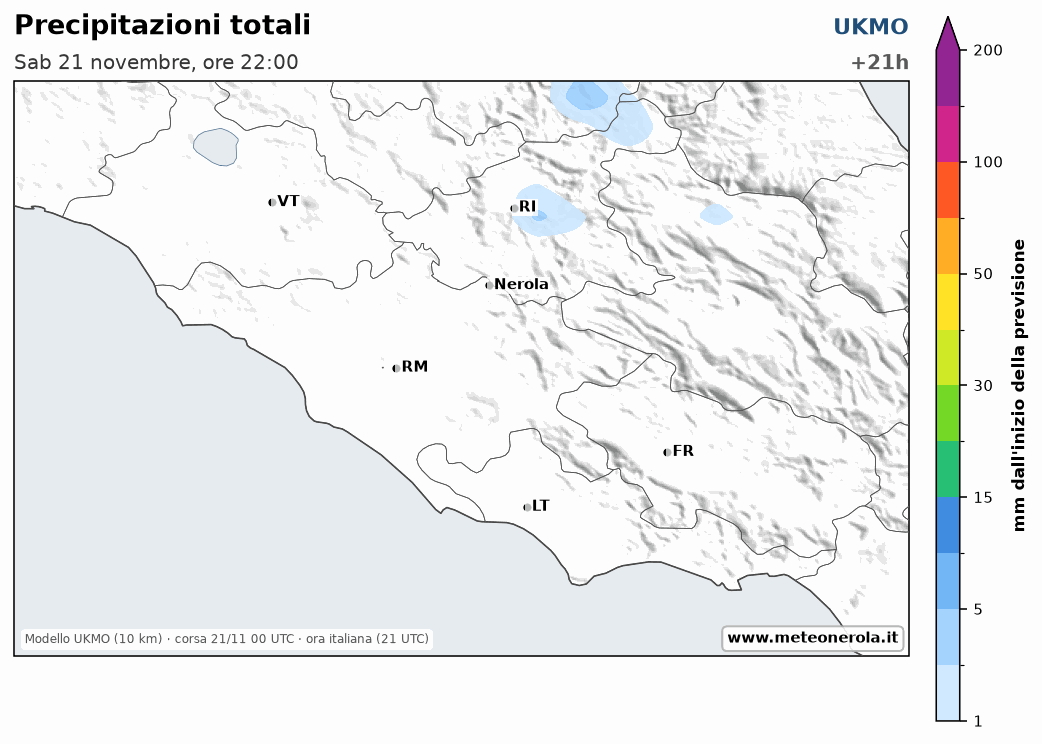 Precipitazioni totali
UKMO
Sab 21 novembre, ore 22:00
+21h
VT
RI
Nerola
RM
FR
LT
Modello UKMO (10 km) · corsa 21/11 00 UTC · ora italiana (21 UTC)
www.meteonerola.it
200
100
50
30
15
5
1
mm dall'inizio della previsione